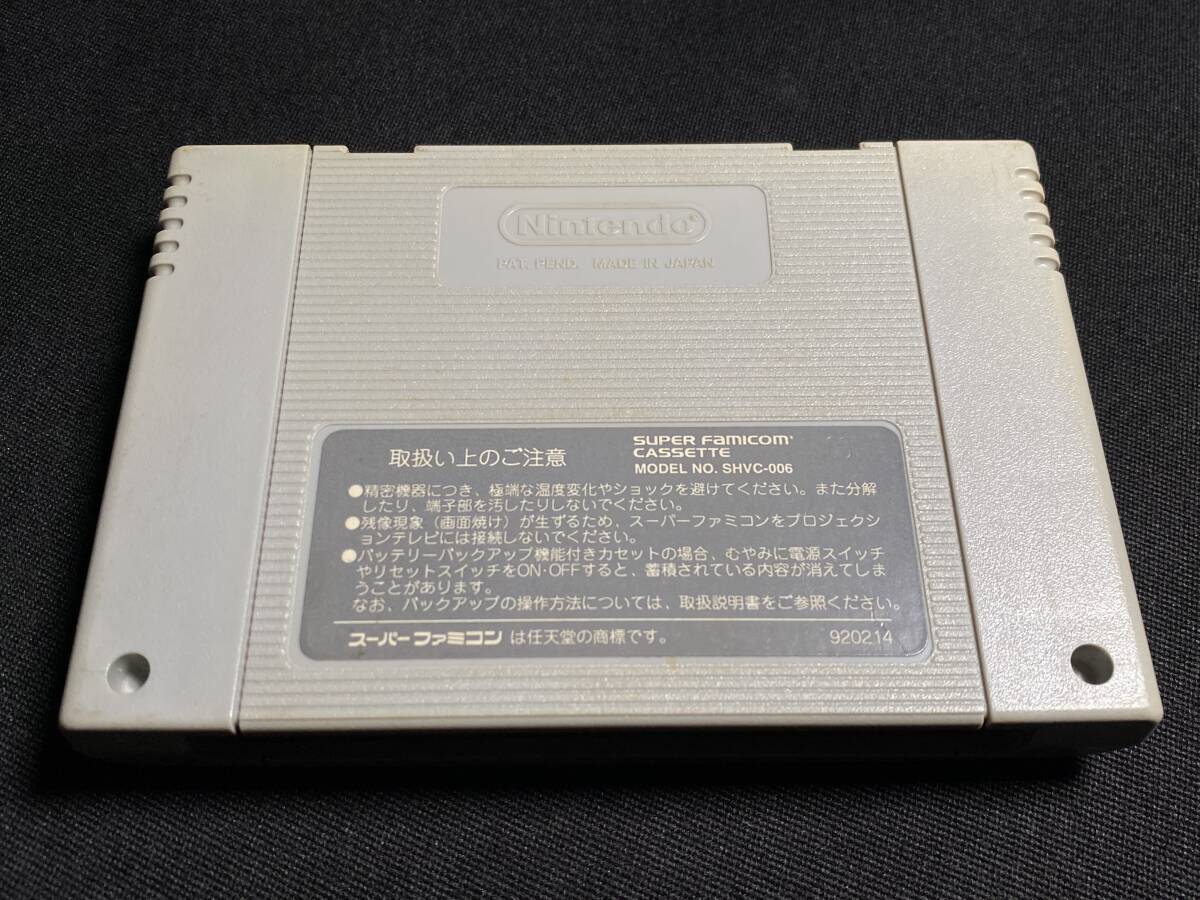 Nintendo®
PAT. PEND. MADE IN JAPAN
取扱い上のご注意
SUPER FAMICOM®
CASSETTE
MODEL NO. SHVC-006
●精密機器につき、極端な温度変化やショックを避けてください。また分解
したり、端子部を汚したりしないでください。
●残像現象（画面焼け）が生ずるため、スーパーファミコンをプロジェクシ
ョンテレビには接続しないでください。
●バッテリーバックアップ機能付きカセットの場合、むやみに電源スイッチ
やリセットスイッチをON・OFFすると、蓄積されている内容が消えてしま
うことがあります。
なお、バックアップの操作方法については、取扱説明書をご参照ください。
スーパーファミコン は任天堂の商標です。
920214